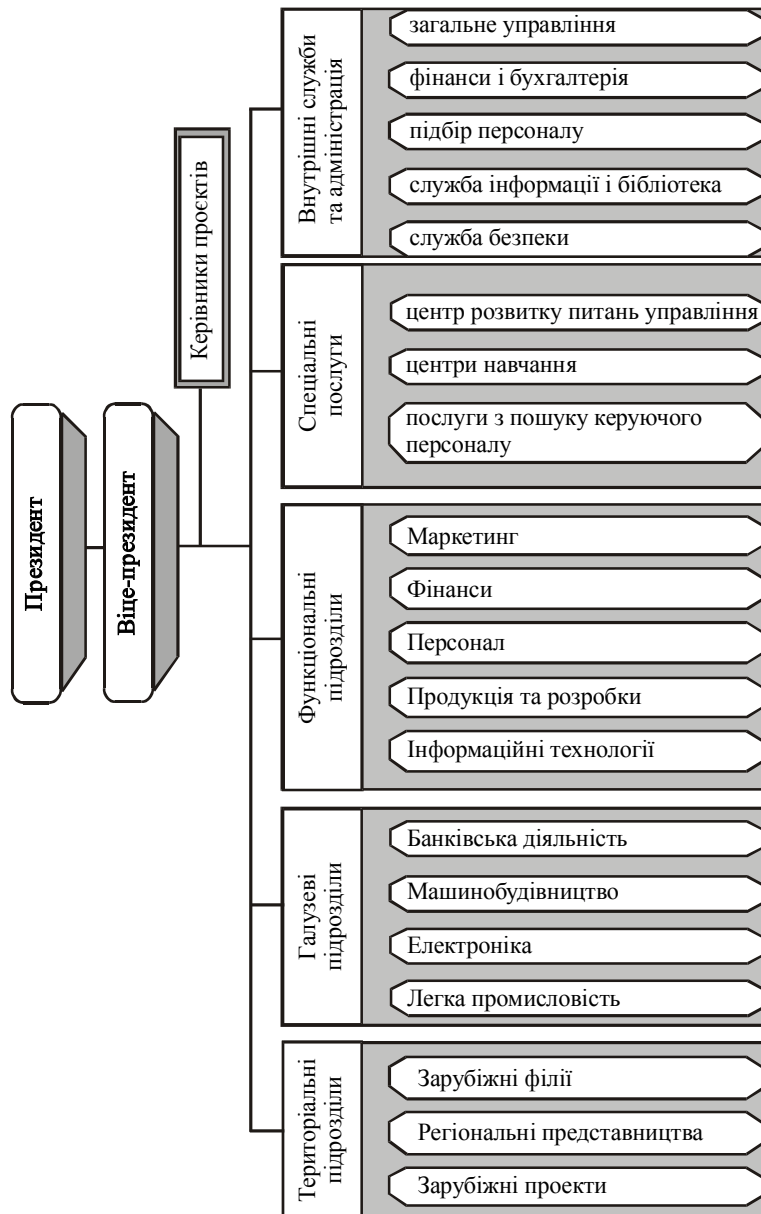 Президент
Віце-президент
Керівники проєктів
Внутрішні служби
та адміністрація
загальне управління
фінанси і бухгалтерія
підбір персоналу
служба інформації і бібліотека
служба безпеки
Спеціальні
послуги
центр розвитку питань управління
центри навчання
послуги з пошуку керуючого
персоналу
Функціональні
підрозділи
Маркетинг
Фінанси
Персонал
Продукція та розробки
Інформаційні технології
Галузеві
підрозділи
Банківська діяльність
Машинобудівництво
Електроніка
Легка промисловість
Територіальні
підрозділи
Зарубіжні філії
Регіональні представництва
Зарубіжні проекти